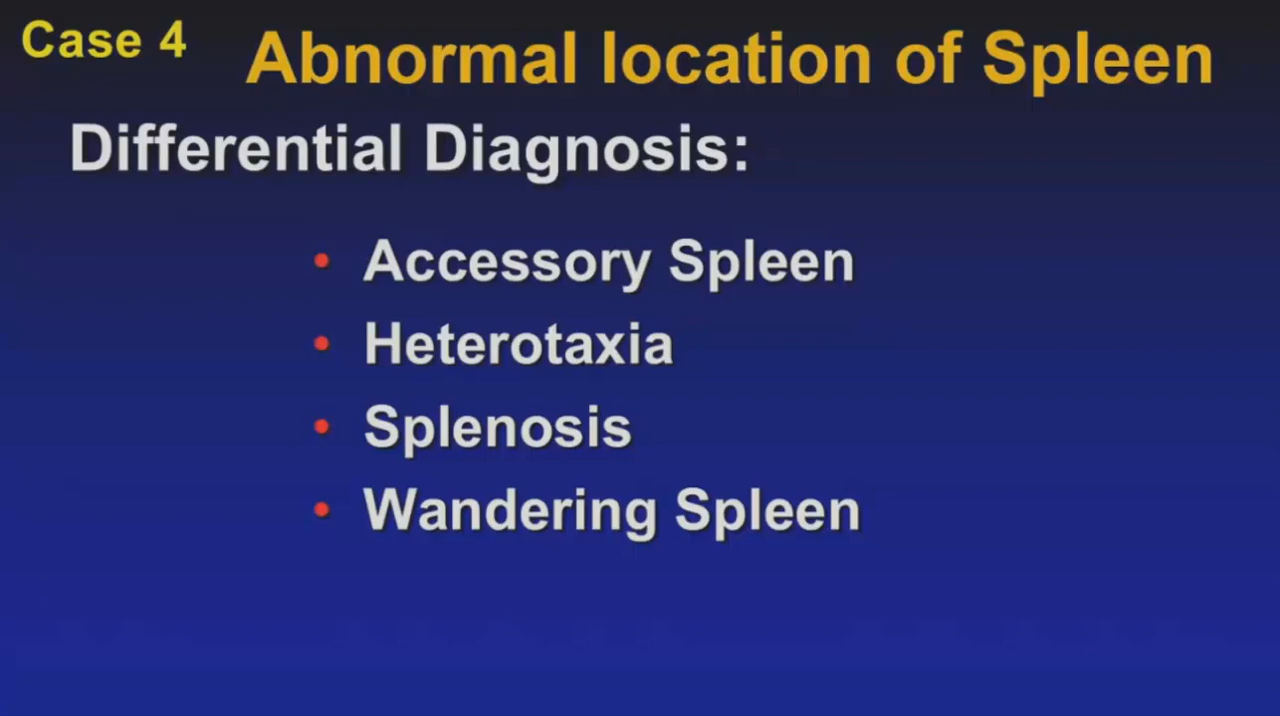 Case 4
Abnormal location of Spleen
Differential Diagnosis:
• Accessory Spleen
• Heterotaxia
• Splenosis
• Wandering Spleen